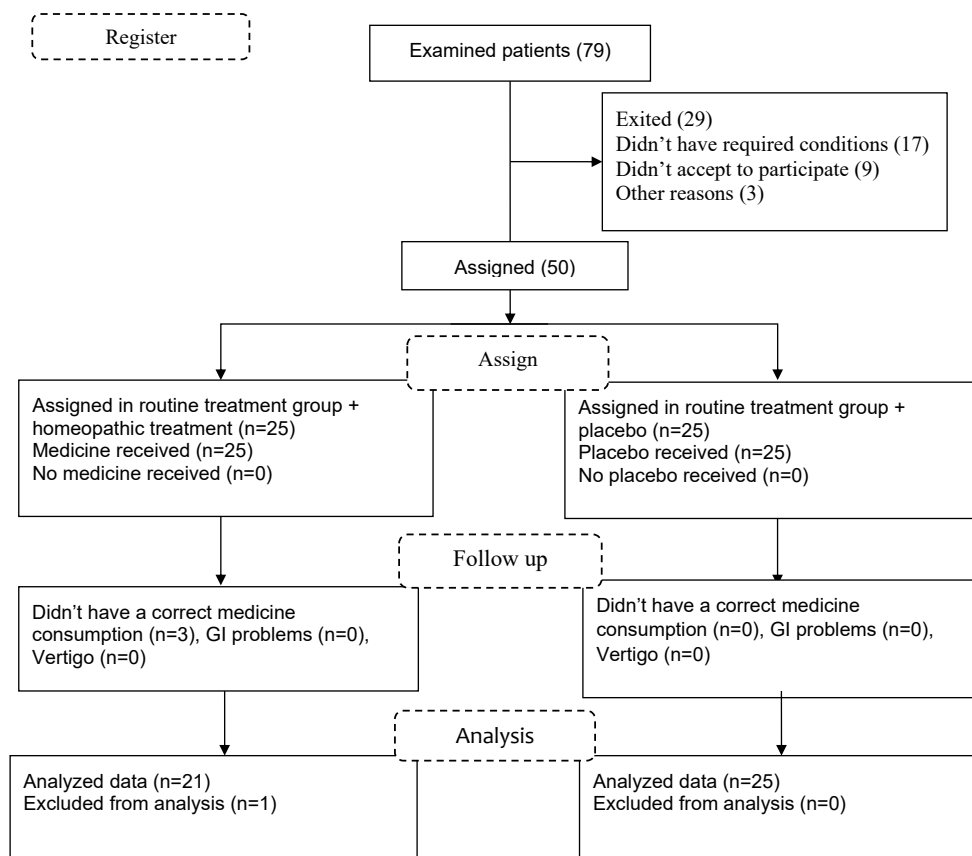 Register
Examined patients (79)
Exited (29)
Didn’t have required conditions (17)
Didn’t accept to participate (9)
Other reasons (3)
Assigned (50)
Assign
Assigned in routine treatment group +
homeopathic treatment (n=25)
Medicine received (n=25)
No medicine received (n=0)
Assigned in routine treatment group +
placebo (n=25)
Placebo received (n=25)
No placebo received (n=0)
Follow up
Didn’t have a correct medicine
consumption (n=3), GI problems (n=0),
Vertigo (n=0)
Didn’t have a correct medicine
consumption (n=0), GI problems (n=0),
Vertigo (n=0)
Analysis
Analyzed data (n=21)
Excluded from analysis (n=1)
Analyzed data (n=25)
Excluded from analysis (n=0)